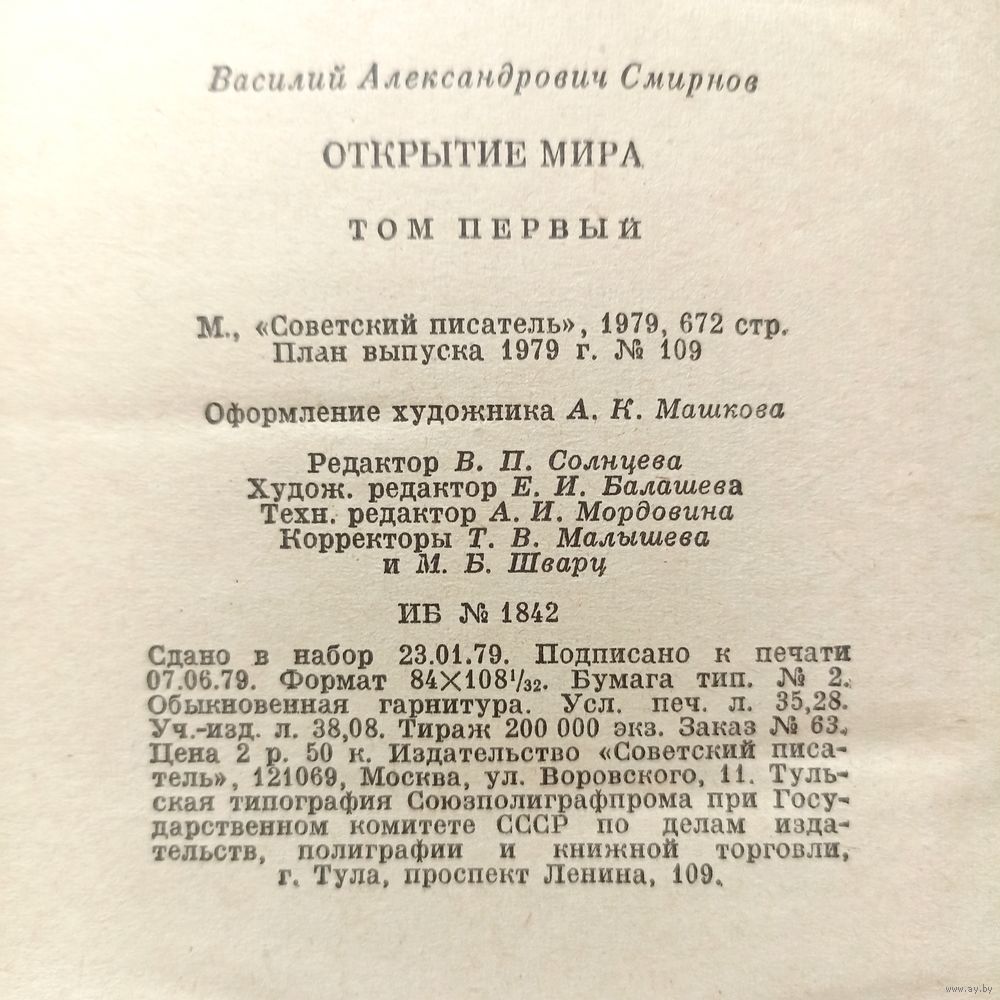 Василий Александрович Смирнов
ОТКРЫТИЕ МИРА
ТОМ ПЕРВЫЙ
М., «Советский писатель», 1979, 672 стр.
План выпуска 1979 г. № 109
Оформление художника А. К. Машкова
Редактор В. П. Солнцева
Худож. редактор Е. И. Балашева
Техн. редактор А. И. Мордовина
Корректоры Т. В. Малышева
и М. Б. Шварц
ИБ № 1842
Сдано в набор 23.01.79. Подписано к печати
07.06.79. Формат 84×108¹/₃₂. Бумага тип. № 2.
Обыкновенная гарнитура. Усл. печ. л. 35,28.
Уч.-изд. л. 38,08. Тираж 200 000 экз. Заказ № 63.
Цена 2 р. 50 к. Издательство «Советский писа-
тель», 121069, Москва, ул. Воровского, 11. Туль-
ская типография Союзполиграфпрома при Госу-
дарственном комитете СССР по делам изда-
тельств, полиграфии и книжной торговли,
г. Тула, проспект Ленина, 109.
www.ay.by